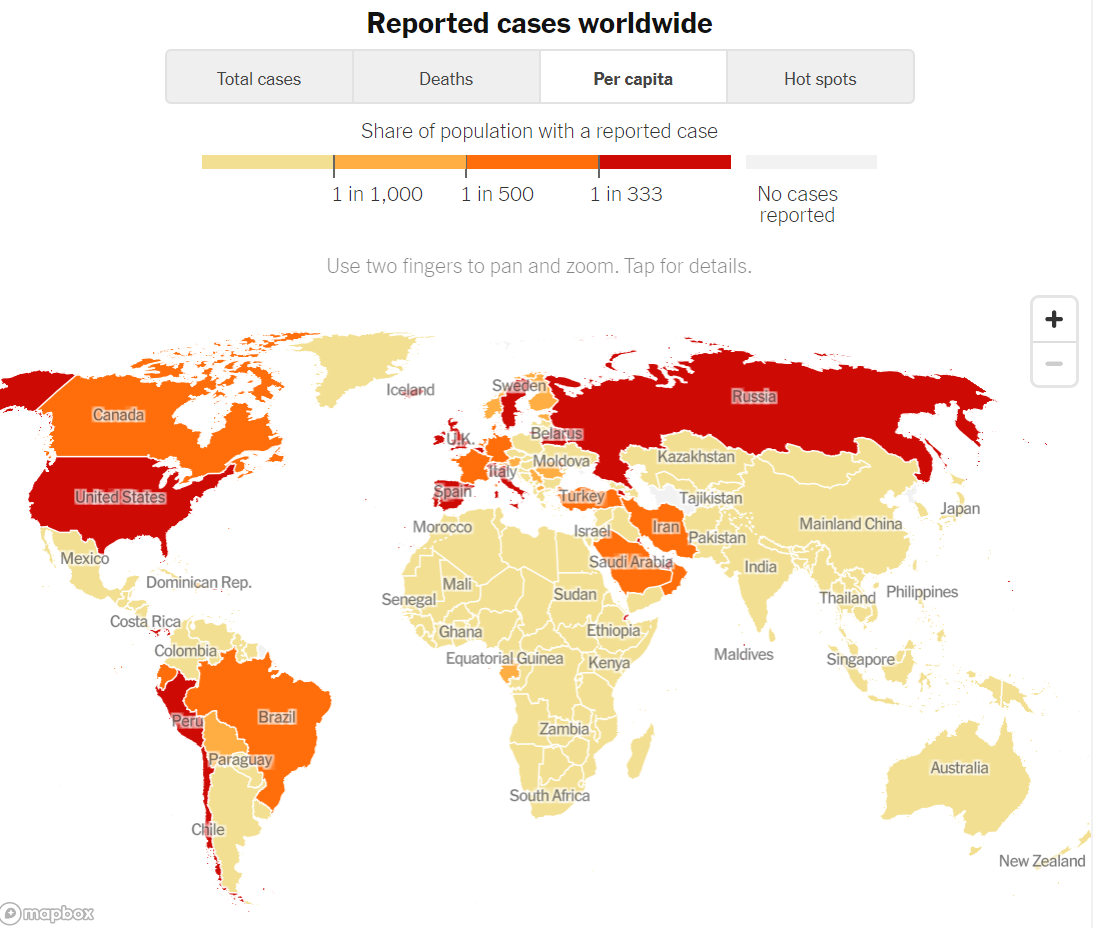 Reported cases worldwide
Total cases
Deaths
Per capita
Hot spots
Share of population with a reported case
1 in 1,000
1 in 500
1 in 333
No cases
reported
Use two fingers to pan and zoom. Tap for details.
+
−
Iceland
Sweden
Russia
Canada
U.K.
Belarus
Kazakhstan
Moldova
Italy
United States
Spain
Turkey
Tajikistan
Japan
Mainland China
Morocco
Israel
Iran
Pakistan
Mexico
Saudi Arabia
India
Dominican Rep.
Mali
Sudan
Thailand
Philippines
Senegal
Costa Rica
Ghana
Ethiopia
Colombia
Equatorial Guinea
Kenya
Maldives
Singapore
Peru
Brazil
Zambia
Paraguay
Australia
South Africa
Chile
New Zealand
mapbox